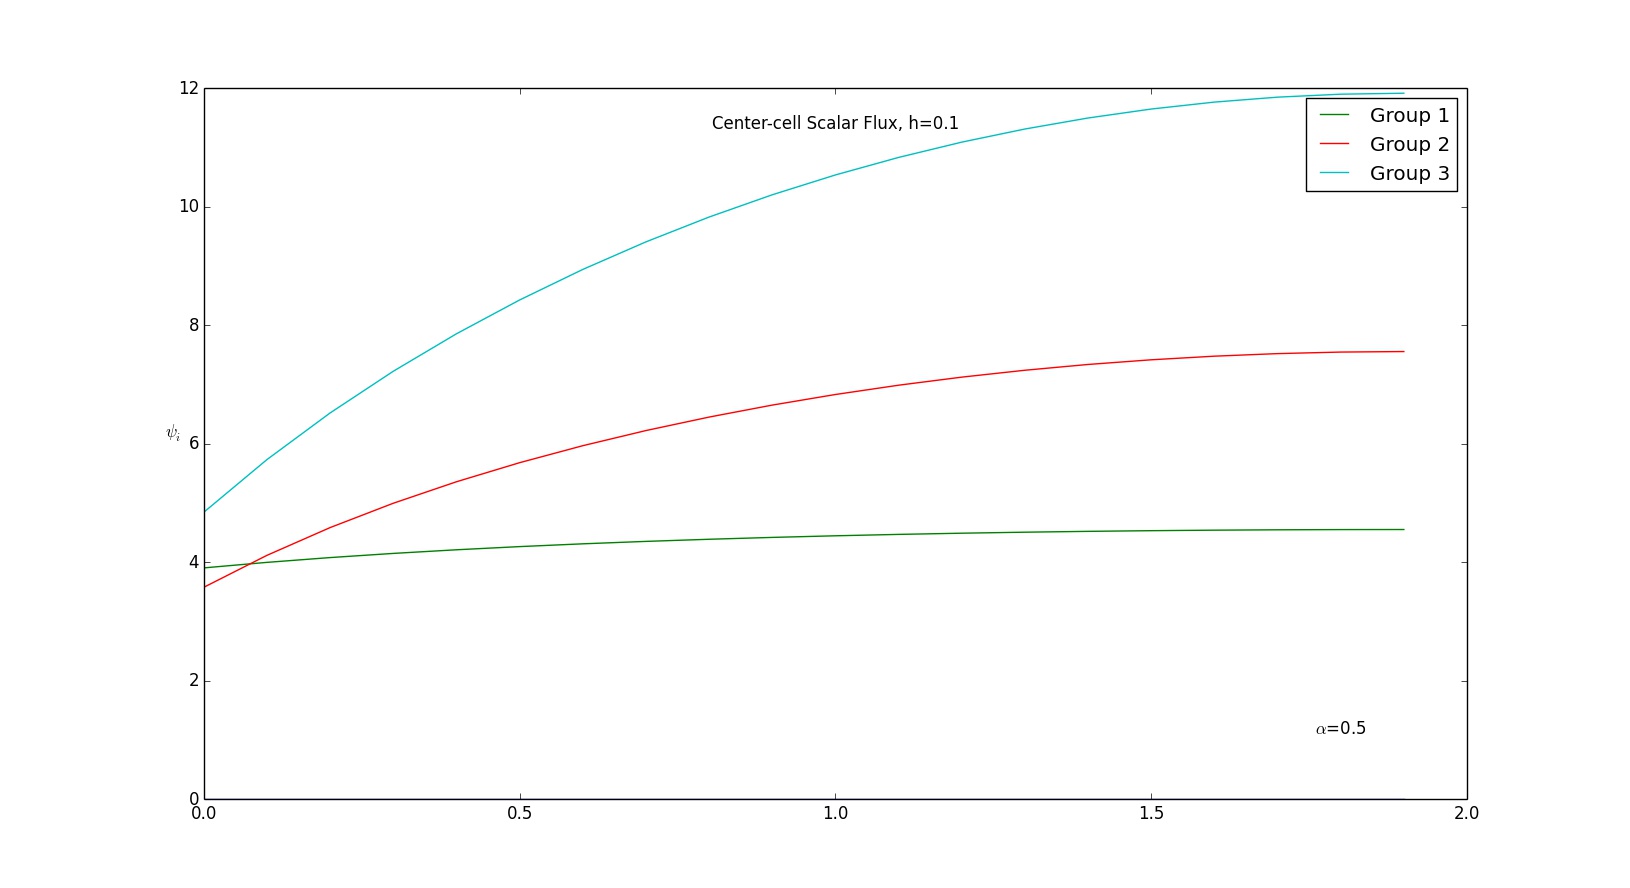 Center-cell Scalar Flux, h=0.1
Group 1
Group 2
Group 3
12
10
8
6
4
2
0
ψᵢ
α=0.5
0.0 0.5 1.0 1.5 2.0